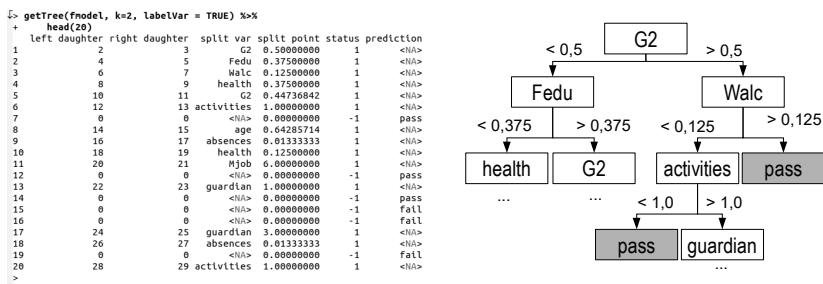 > getTree(fmodel, k=2, labelVar = TRUE) %>%
+ head(20)
left daughter right daughter split var split point status prediction
1 2 3 G2 0.50000000 1 <NA>
2 4 5 Fedu 0.37500000 1 <NA>
3 6 7 Walc 0.12500000 1 <NA>
4 8 9 health 0.37500000 1 <NA>
5 10 11 G2 0.44736842 1 <NA>
6 12 13 activities 1.00000000 1 <NA>
7 0 0 <NA> 0.00000000 -1 pass
8 14 15 age 0.64285714 1 <NA>
9 16 17 absences 0.01333333 1 <NA>
10 18 19 health 0.12500000 1 <NA>
11 20 21 Mjob 6.00000000 1 <NA>
12 0 0 <NA> 0.00000000 -1 pass
13 22 23 guardian 1.00000000 1 <NA>
14 0 0 <NA> 0.00000000 -1 pass
15 0 0 <NA> 0.00000000 -1 fail
16 0 0 <NA> 0.00000000 -1 fail
17 24 25 guardian 3.00000000 1 <NA>
18 26 27 absences 0.01333333 1 <NA>
19 0 0 <NA> 0.00000000 -1 fail
20 28 29 activities 1.00000000 1 <NA>
>
G2
< 0,5 > 0,5
Fedu Walc
< 0,375 > 0,375 < 0,125 > 0,125
health G2 activities pass
... ...
< 1,0 > 1,0
pass guardian
...